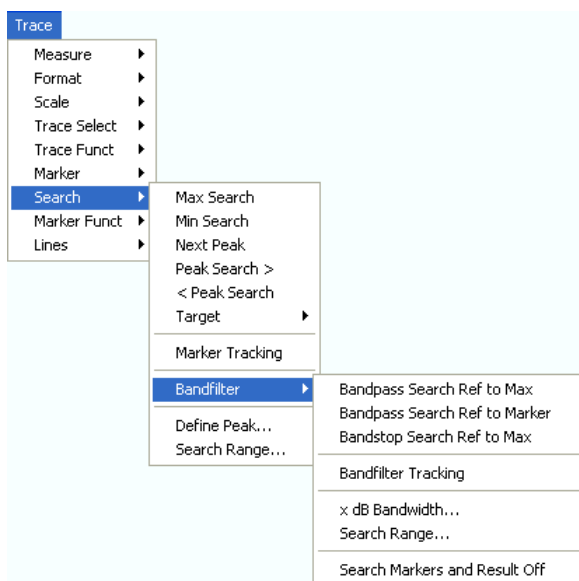 Trace
Measure
Format
Scale
Trace Select
Trace Funct
Marker
Search
Marker Funct
Lines
Max Search
Min Search
Next Peak
Peak Search >
< Peak Search
Target
Marker Tracking
Bandfilter
Define Peak...
Search Range...
Bandpass Search Ref to Max
Bandpass Search Ref to Marker
Bandstop Search Ref to Max
Bandfilter Tracking
x dB Bandwidth...
Search Range...
Search Markers and Result Off